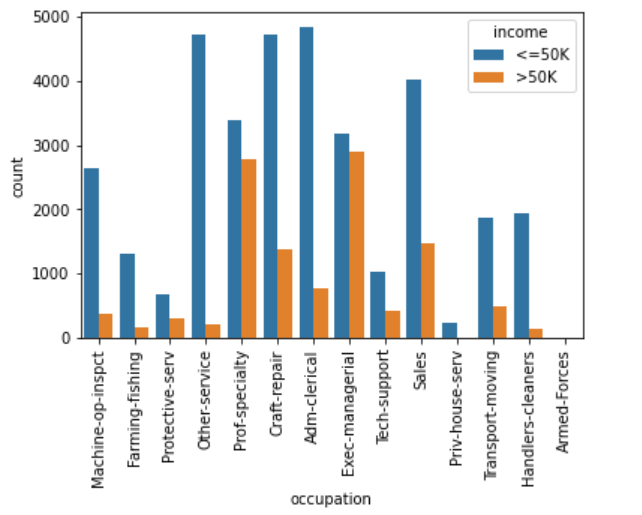 income
<=50K
>50K
5000
4000
3000
2000
1000
0
count
Machine-op-inspct
Farming-fishing
Protective-serv
Other-service
Prof-specialty
Craft-repair
Adm-clerical
Exec-managerial
Tech-support
Sales
Priv-house-serv
Transport-moving
Handlers-cleaners
Armed-Forces
occupation